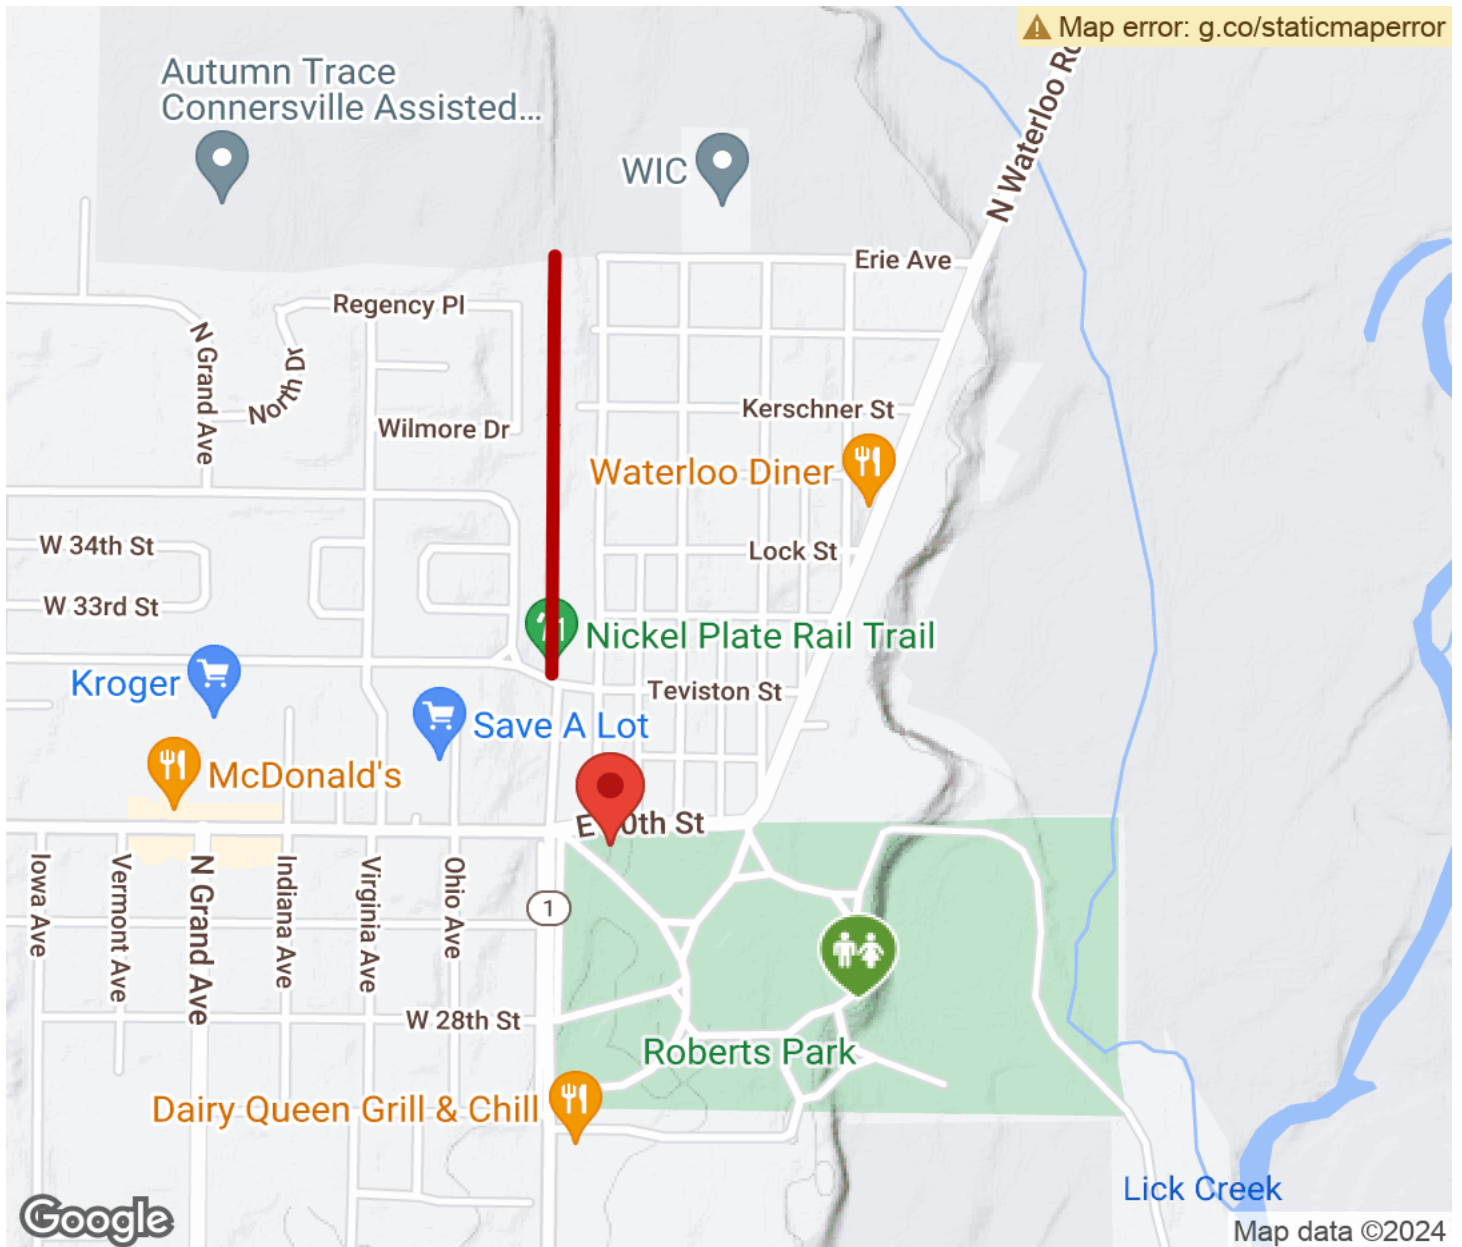 Map error: g.co/staticmaperror
Autumn Trace
Connersville Assisted...
WIC
N Waterloo Rd
Erie Ave
Regency Pl
N Grand Ave
North Dr
Kerschner St
Wilmore Dr
Waterloo Diner
W 34th St
Lock St
W 33rd St
Nickel Plate Rail Trail
Kroger
Teviston St
Save A Lot
McDonald's
E 30th St
Iowa Ave
Vermont Ave
N Grand Ave
Indiana Ave
Virginia Ave
Ohio Ave
1
W 28th St
Roberts Park
Dairy Queen Grill & Chill
Lick Creek
Google
Map data ©2024